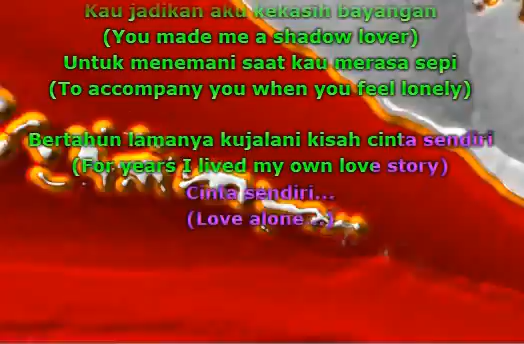 Kau jadikan aku kekasih bayangan
(You made me a shadow lover)
Untuk menemani saat kau merasa sepi
(To accompany you when you feel lonely)
Bertahun lamanya kujalani kisah cinta sendiri
(For years I lived my own love story)
Cinta sendiri...
(Love alone ..)